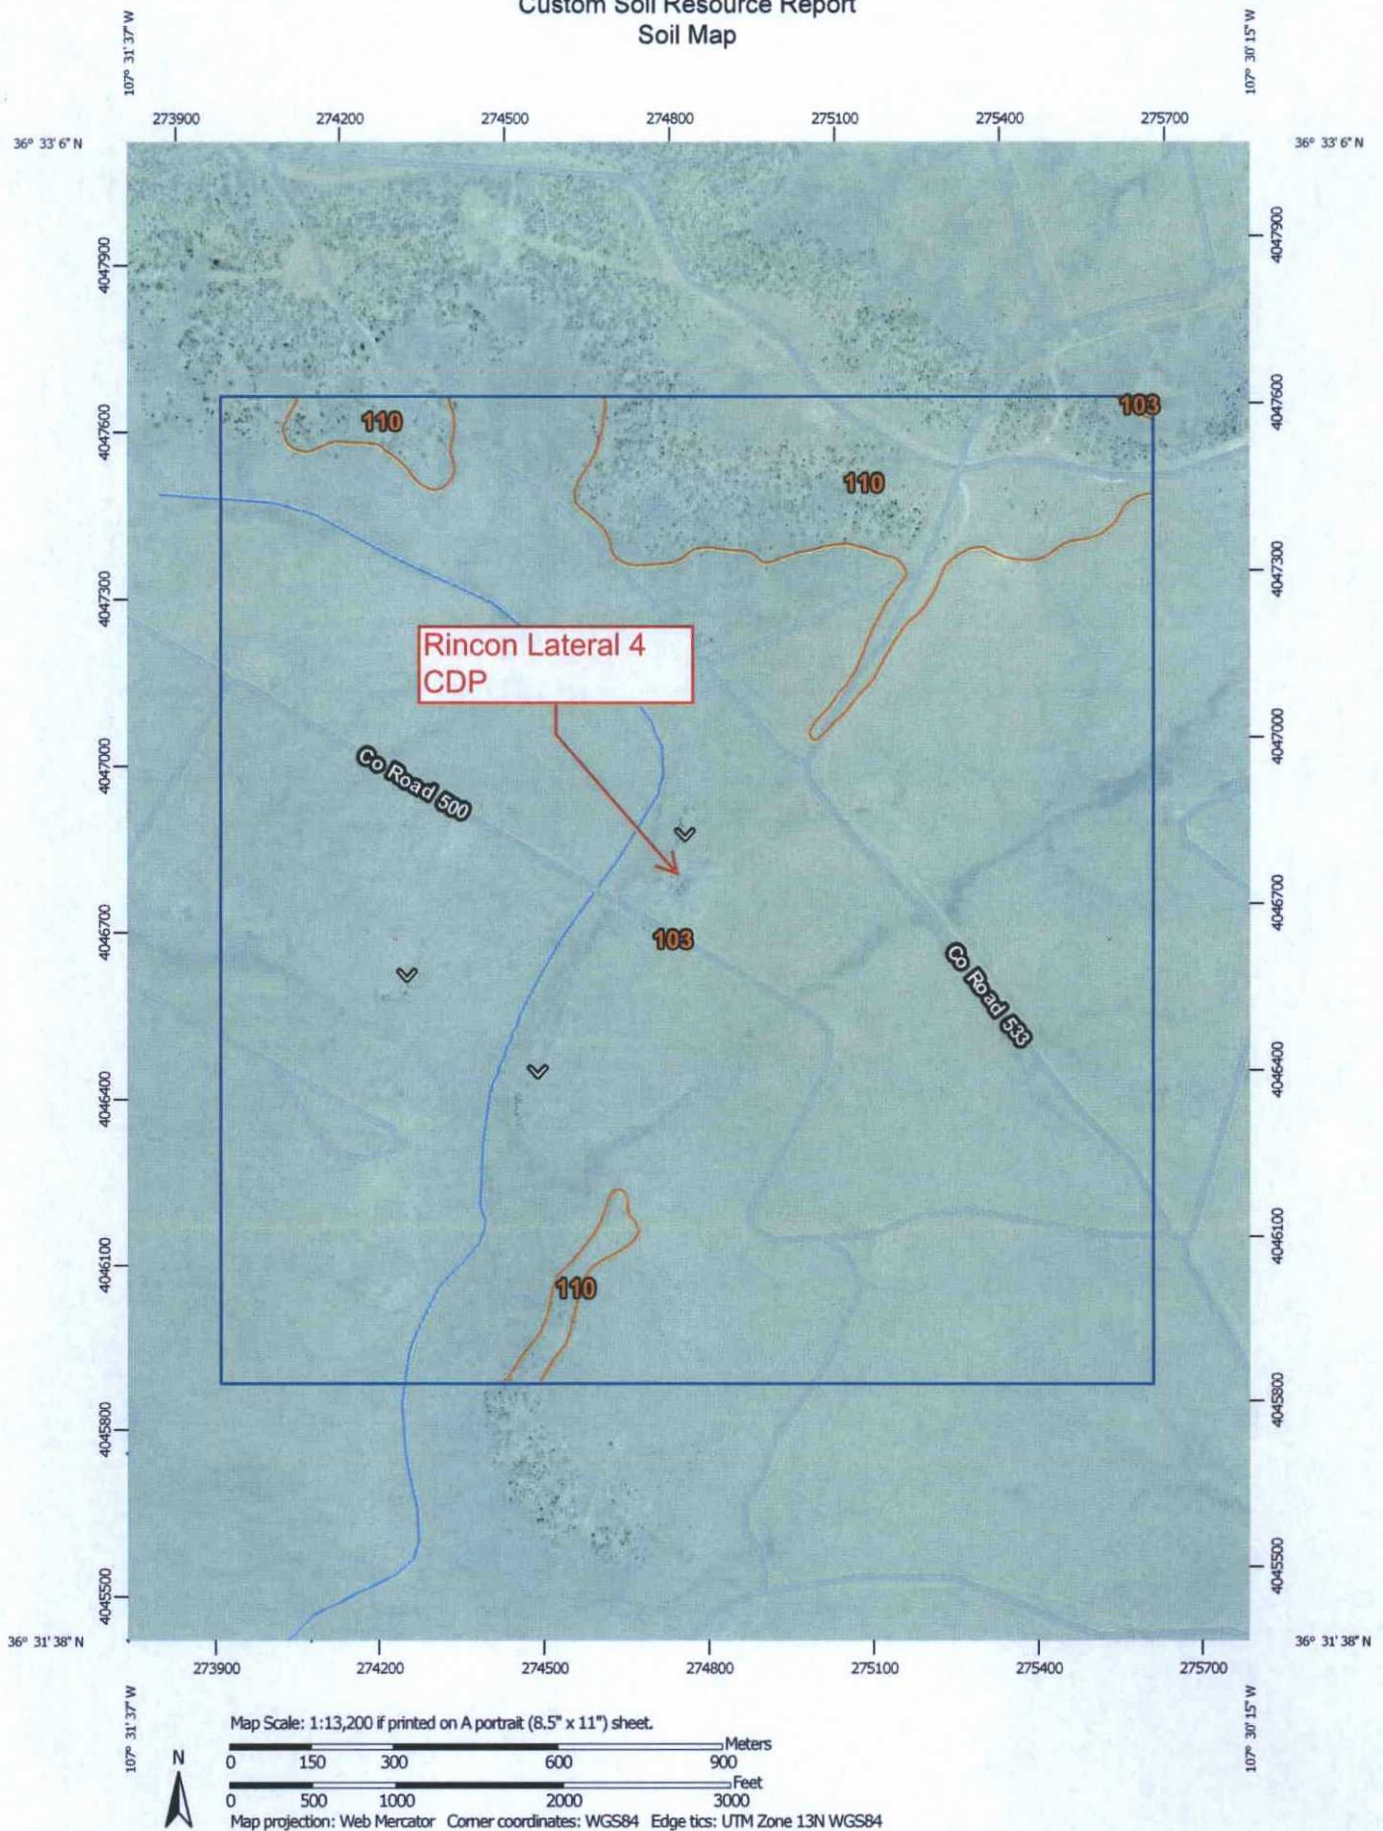 Custom Soil Resource Report
Soil Map
107° 31' 37" W
107° 30' 15" W
273900 274200 274500 274800 275100 275400 275700
36° 33' 6" N
36° 33' 6" N
4047900
4047900
4047600
4047600
103
110
110
4047300
4047300
Rincon Lateral 4
CDP
4047000
4047000
Co Road 500
4046700
4046700
103
Co Road 533
4046400
4046400
4046100
4046100
110
4045800
4045800
4045500
4045500
36° 31' 38" N
36° 31' 38" N
273900 274200 274500 274800 275100 275400 275700
107° 31' 37" W
107° 30' 15" W
Map Scale: 1:13,200 if printed on A portrait (8.5" x 11") sheet.
N
Meters
0 150 300 600 900
Feet
0 500 1000 2000 3000
Map projection: Web Mercator Corner coordinates: WGS84 Edge tics: UTM Zone 13N WGS84